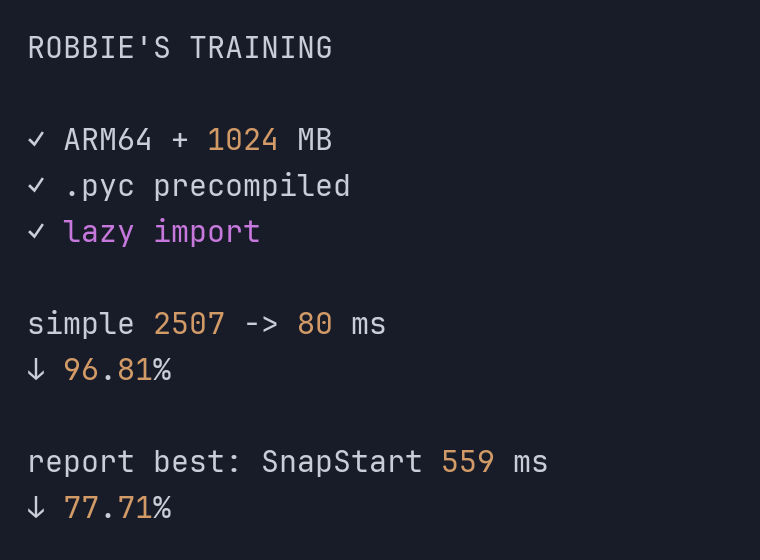 ROBBIE'S TRAINING
✓ ARM64 + 1024 MB
✓ .pyc precompiled
✓ lazy import
simple 2507 -> 80 ms
↓ 96.81%
report best: SnapStart 559 ms
↓ 77.71%